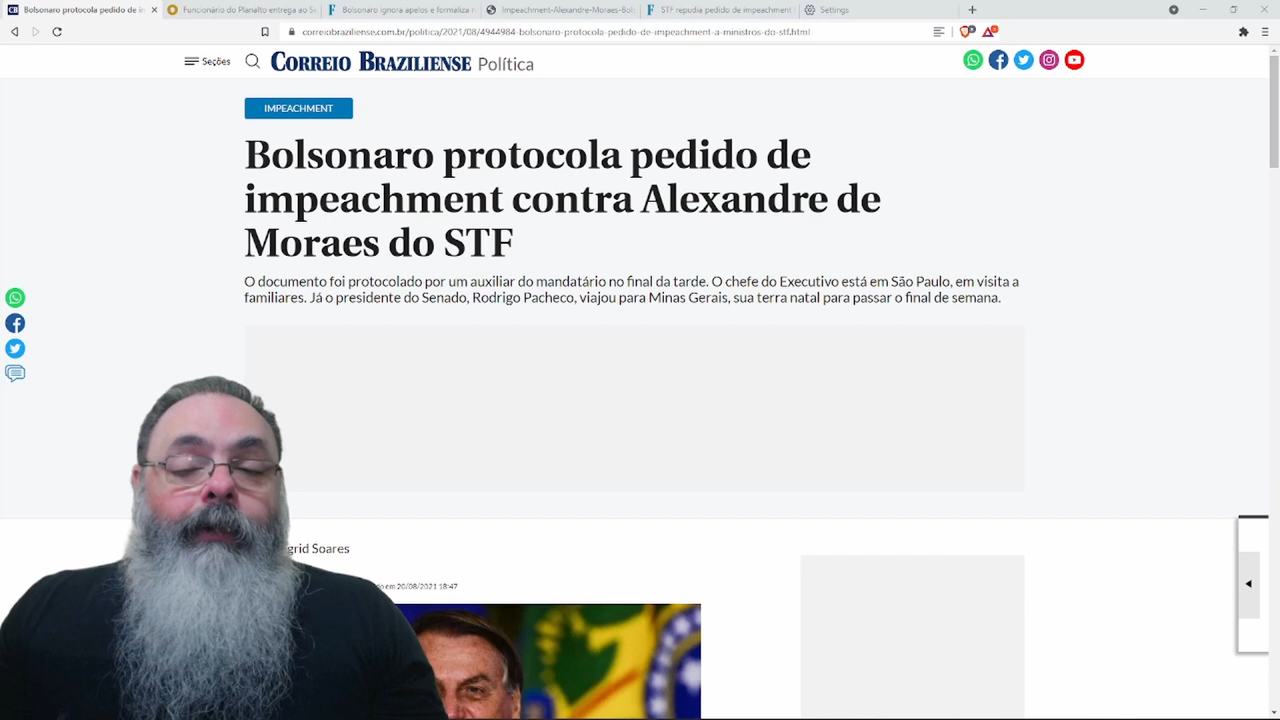 Bolsonaro protocola pedido de in
Funcionário do Planalto entrega ao Se
Bolsonaro ignora apelos e formaliza re
Impeachment-Alexandre-Moraes-Bols
STF repudia pedido de impeachment
Settings
correiobraziliense.com.br/politica/2021/08/4944984-bolsonaro-protocola-pedido-de-impeachment-a-ministros-do-stf.html
Seções
CORREIO BRAZILIENSE Política
IMPEACHMENT
Bolsonaro protocola pedido de
impeachment contra Alexandre de
Moraes do STF
O documento foi protocolado por um auxiliar do mandatário no final da tarde. O chefe do Executivo está em São Paulo, em visita a
familiares. Já o presidente do Senado, Rodrigo Pacheco, viajou para Minas Gerais, sua terra natal para passar o final de semana.
grid Soares
do em 20/08/2021 18:47